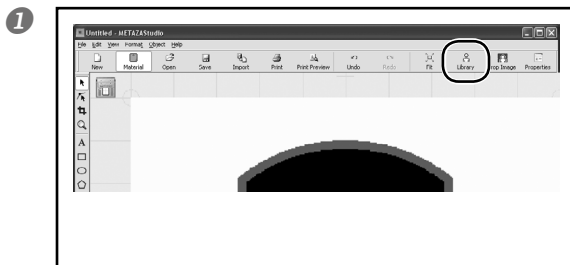 1
Untitled - METAZAStudio
File Edit View Format Object Help
New Material Open Save Import Print Print Preview Undo Redo Fit Library Crop Image Properties
A